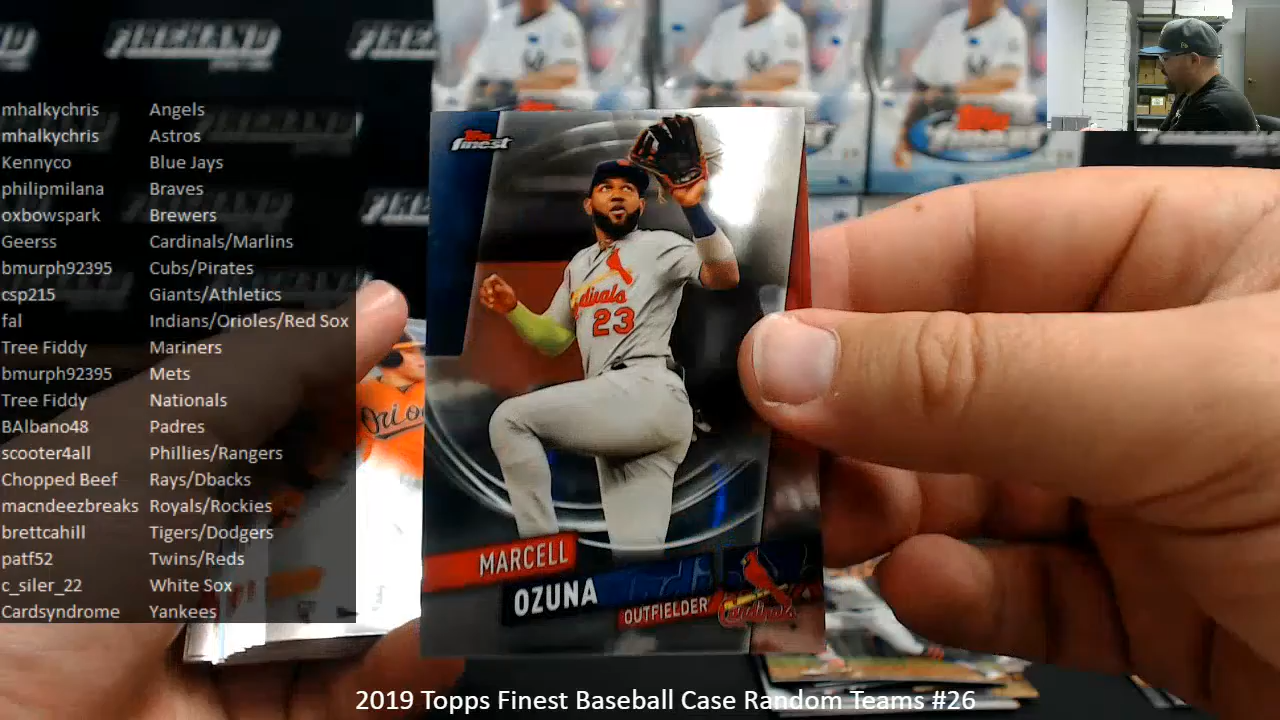 FIREHAND
mhalkychris Angels
mhalkychris Astros
Kennyco Blue Jays
philipmilana Braves
oxbowspark Brewers
Geerss Cardinals/Marlins
bmurph92395 Cubs/Pirates
csp215 Giants/Athletics
fal Indians/Orioles/Red Sox
Tree Fiddy Mariners
bmurph92395 Mets
Tree Fiddy Nationals
BAlbano48 Padres
scooter4all Phillies/Rangers
Chopped Beef Rays/Dbacks
macndeezbreaks Royals/Rockies
brettcahill Tigers/Dodgers
patf52 Twins/Reds
c_siler_22 White Sox
Cardsyndrome Yankees
Topps
finest
23
MARCELL
OZUNA
OUTFIELDER
Cardinals
2019 Topps Finest Baseball Case Random Teams #26